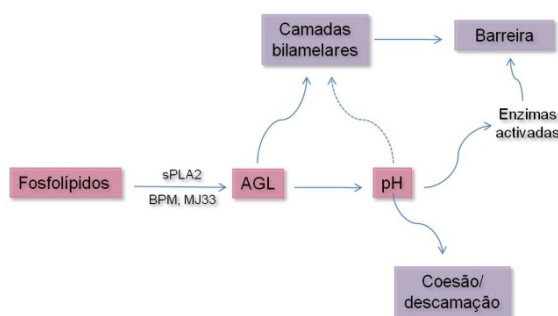 Camadas
bilamelares
Barreira
Enzimas
activadas
sPLA2
Fosfolípidos
AGL
pH
BPM, MJ33
Coesão/
descamação